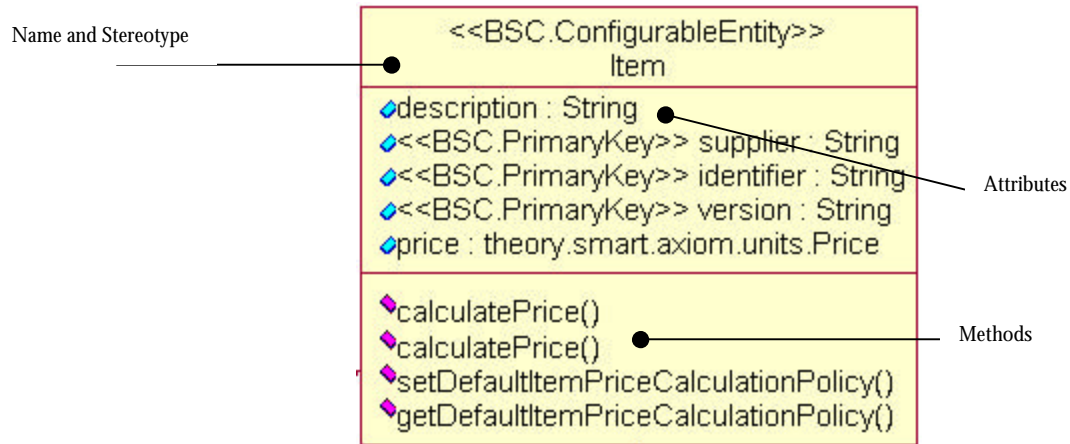 Name and Stereotype
<<BSC.ConfigurableEntity>>
Item
description : String
<<BSC.PrimaryKey>> supplier : String
<<BSC.PrimaryKey>> identifier : String
<<BSC.PrimaryKey>> version : String
price : theory.smart.axiom.units.Price
Attributes
calculatePrice()
calculatePrice()
setDefaultItemPriceCalculationPolicy()
getDefaultItemPriceCalculationPolicy()
Methods